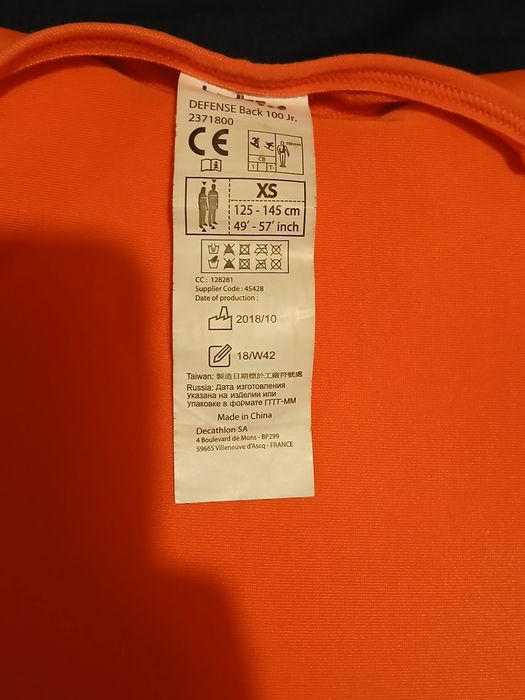 DEFENSE Back 100 Jr.
2371800
CE
CB
1 T-
XS
125 - 145 cm
49' - 57' inch
CC : 128281
Supplier Code : 45428
Date of production :
2018/10
18/W42
Taiwan: 製造日期標於工廠符號處
Russia: Дата изготовления
Указана на изделии или
упаковке в формате ГГГГ-ММ
Made in China
Decathlon SA
4 Boulevard de Mons - BP299
59665 Villeneuve d'Ascq - FRANCE